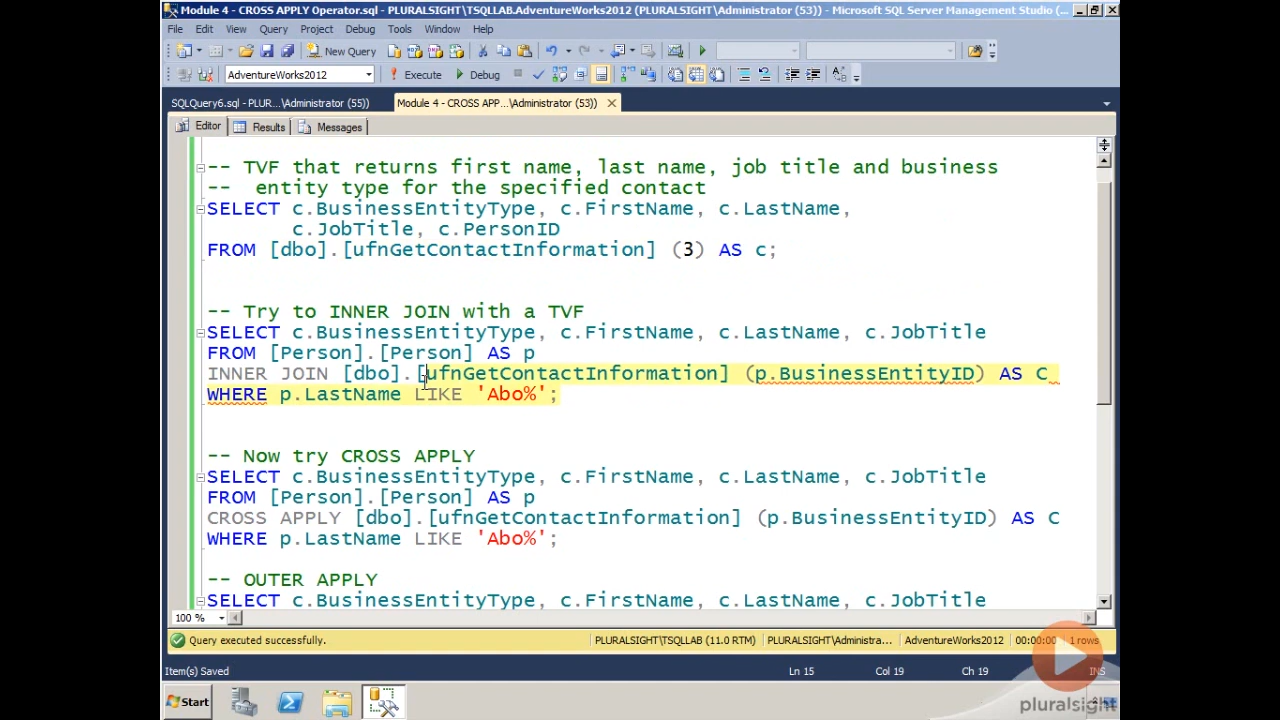 Module 4 - CROSS APPLY Operator.sql - PLURALSIGHT\TSQLLAB.AdventureWorks2012 (PLURALSIGHT\Administrator (53)) - Microsoft SQL Server Management Studio (...
File Edit View Query Project Debug Tools Window Help
New Query
AdventureWorks2012 Execute Debug
SQLQuery6.sql - PLUR...\Administrator (55)) Module 4 - CROSS APP...\Administrator (53))
Editor Results Messages
-- TVF that returns first name, last name, job title and business
-- entity type for the specified contact
SELECT c.BusinessEntityType, c.FirstName, c.LastName,
c.JobTitle, c.PersonID
FROM [dbo].[ufnGetContactInformation] (3) AS c;
-- Try to INNER JOIN with a TVF
SELECT c.BusinessEntityType, c.FirstName, c.LastName, c.JobTitle
FROM [Person].[Person] AS p
INNER JOIN [dbo].[ufnGetContactInformation] (p.BusinessEntityID) AS C
WHERE p.LastName LIKE 'Abo%';
-- Now try CROSS APPLY
SELECT c.BusinessEntityType, c.FirstName, c.LastName, c.JobTitle
FROM [Person].[Person] AS p
CROSS APPLY [dbo].[ufnGetContactInformation] (p.BusinessEntityID) AS C
WHERE p.LastName LIKE 'Abo%';
-- OUTER APPLY
SELECT c.BusinessEntityType, c.FirstName, c.LastName, c.JobTitle
100 %
Query executed successfully. PLURALSIGHT\TSQLLAB (11.0 RTM) PLURALSIGHT\Administra... AdventureWorks2012 00:00:00 1 rows
Item(s) Saved Ln 15 Col 19 Ch 19 INS
Start
pluralsight